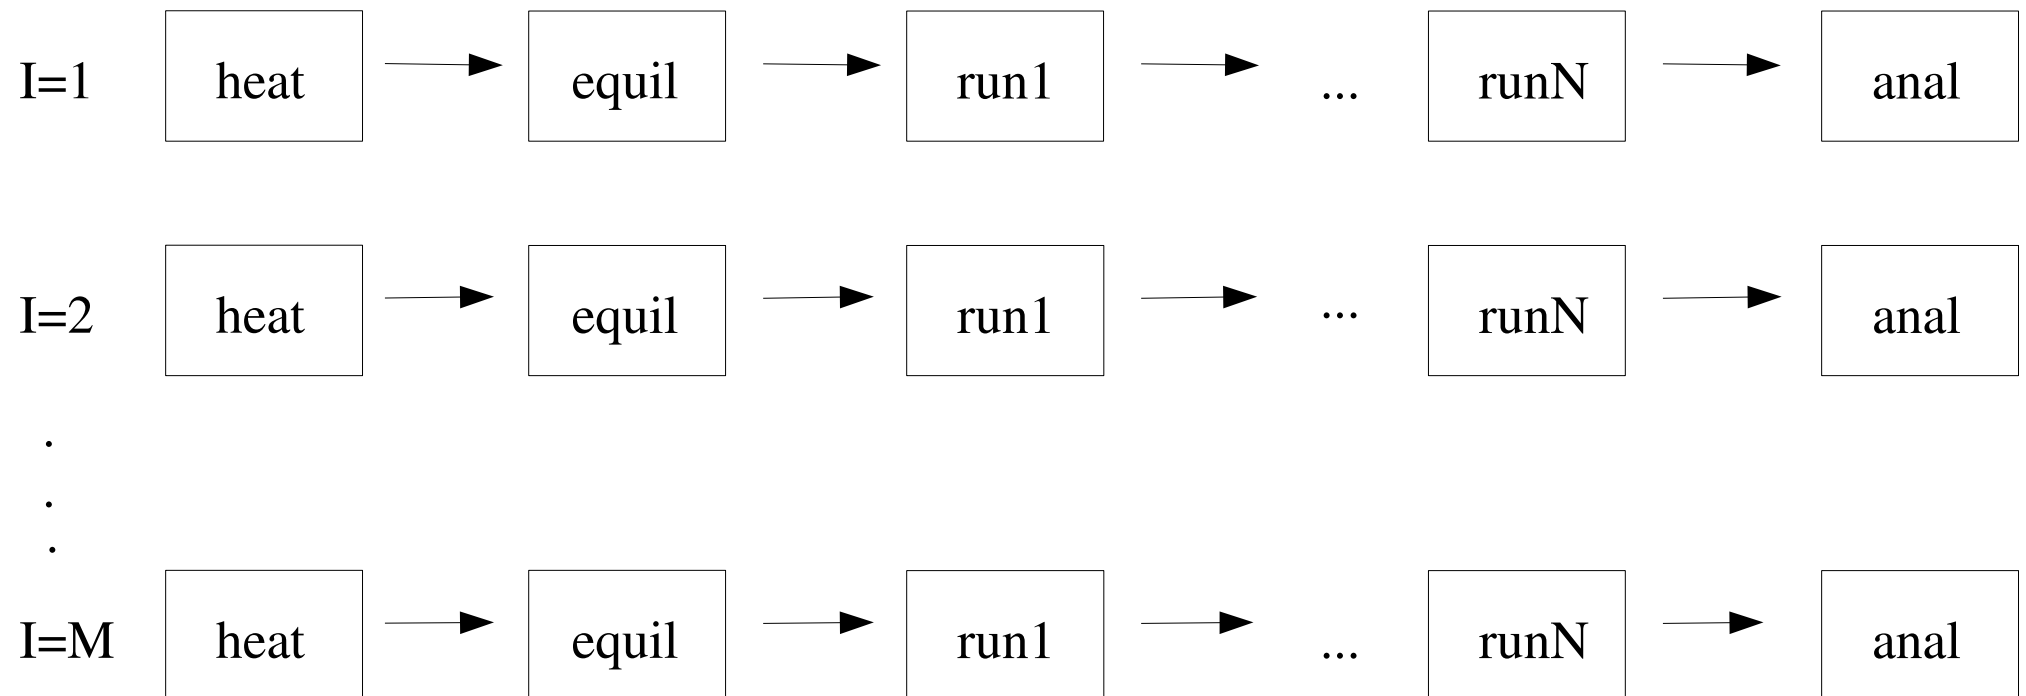 I=1 heat equil run1 ... runN anal
I=2 heat equil run1 ... runN anal
.
.
.
I=M heat equil run1 ... runN anal